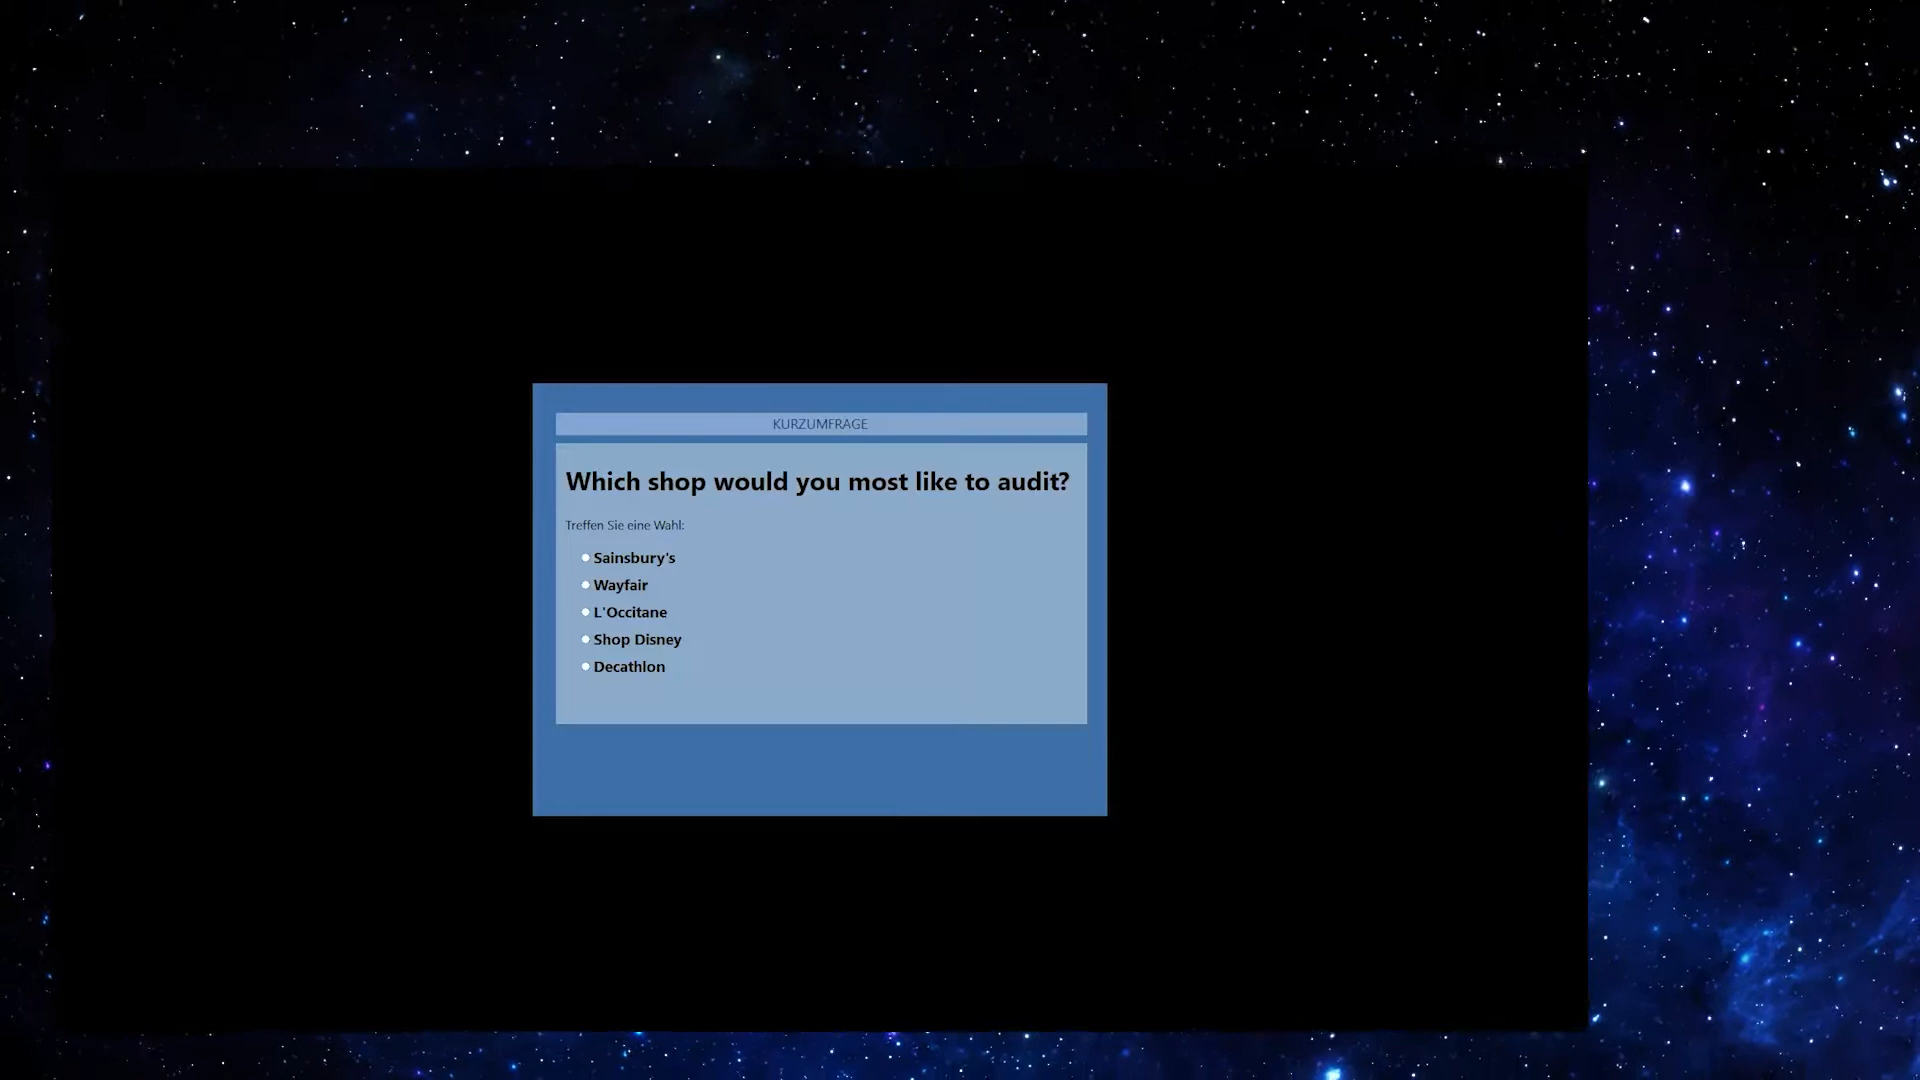 KURZUMFRAGE
Which shop would you most like to audit?
Treffen Sie eine Wahl:
Sainsbury's
Wayfair
L'Occitane
Shop Disney
Decathlon